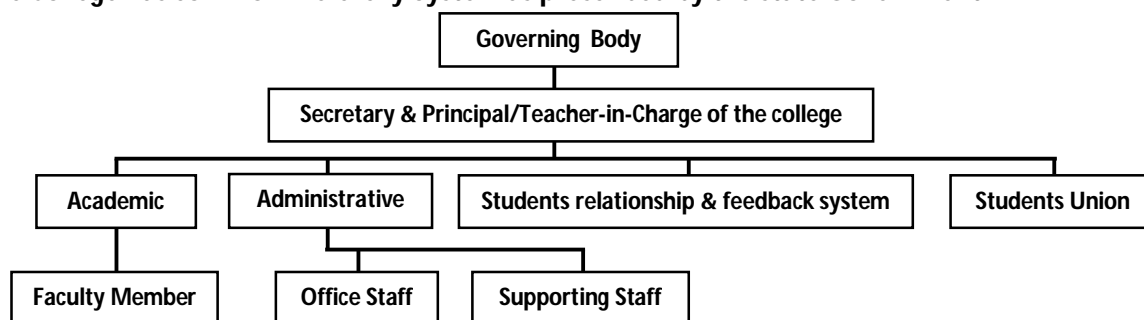 Governing Body
Secretary & Principal/Teacher-in-Charge of the college
Academic
Administrative
Students relationship & feedback system
Students Union
Faculty Member
Office Staff
Supporting Staff